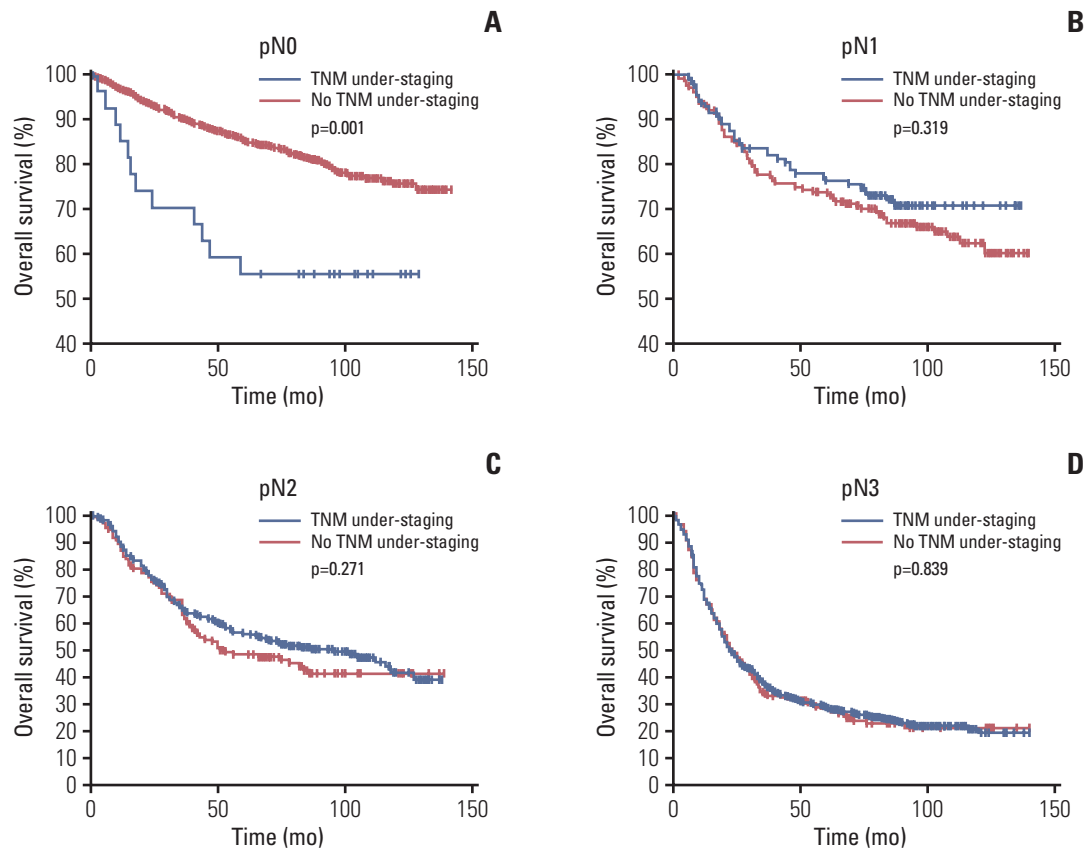 A
pN0
TNM under-staging
No TNM under-staging
p=0.001
Overall survival (%)
100
90
80
70
60
50
40
0 50 100 150
Time (mo)
B
pN1
TNM under-staging
No TNM under-staging
p=0.319
Overall survival (%)
100
90
80
70
60
50
40
0 50 100 150
Time (mo)
C
pN2
TNM under-staging
No TNM under-staging
p=0.271
Overall survival (%)
100
90
80
70
60
50
40
30
20
10
0
0 50 100 150
Time (mo)
D
pN3
TNM under-staging
No TNM under-staging
p=0.839
Overall survival (%)
100
90
80
70
60
50
40
30
20
10
0
0 50 100 150
Time (mo)